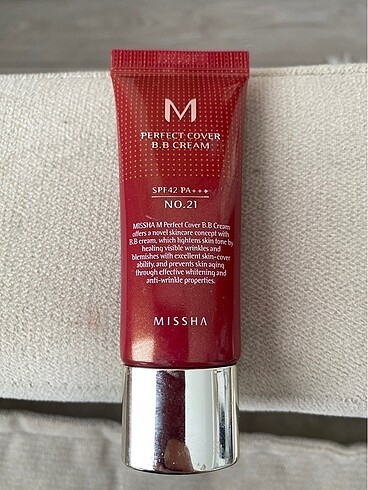 M
PERFECT COVER
B.B CREAM
SPF42 PA+++
NO.21
MISSHA M Perfect Cover B.B Cream
offers a novel skincare concept with
B.B cream, which lightens skin tone by
healing visible wrinkles and
blemishes with excellent skin-cover
ability, and prevents skin aging
through effective whitening and
anti-wrinkle properties.
MISSHA